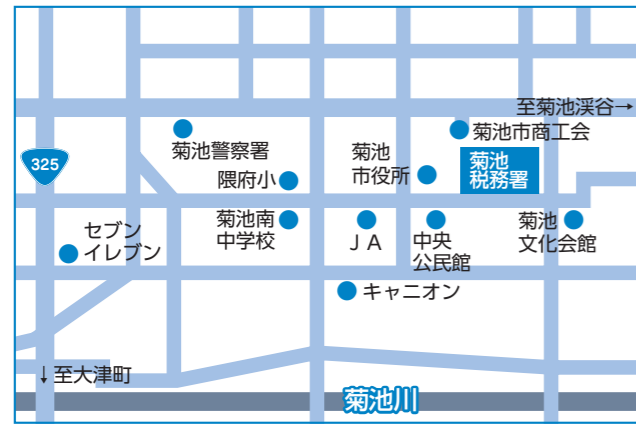 至菊池渓谷→
菊池市商工会
菊池警察署
325
菊池
市役所
菊池
税務署
隈府小
セブン
イレブン
菊池南
中学校
ＪＡ
中央
公民館
菊池
文化会館
キャニオン
↓至大津町
菊池川